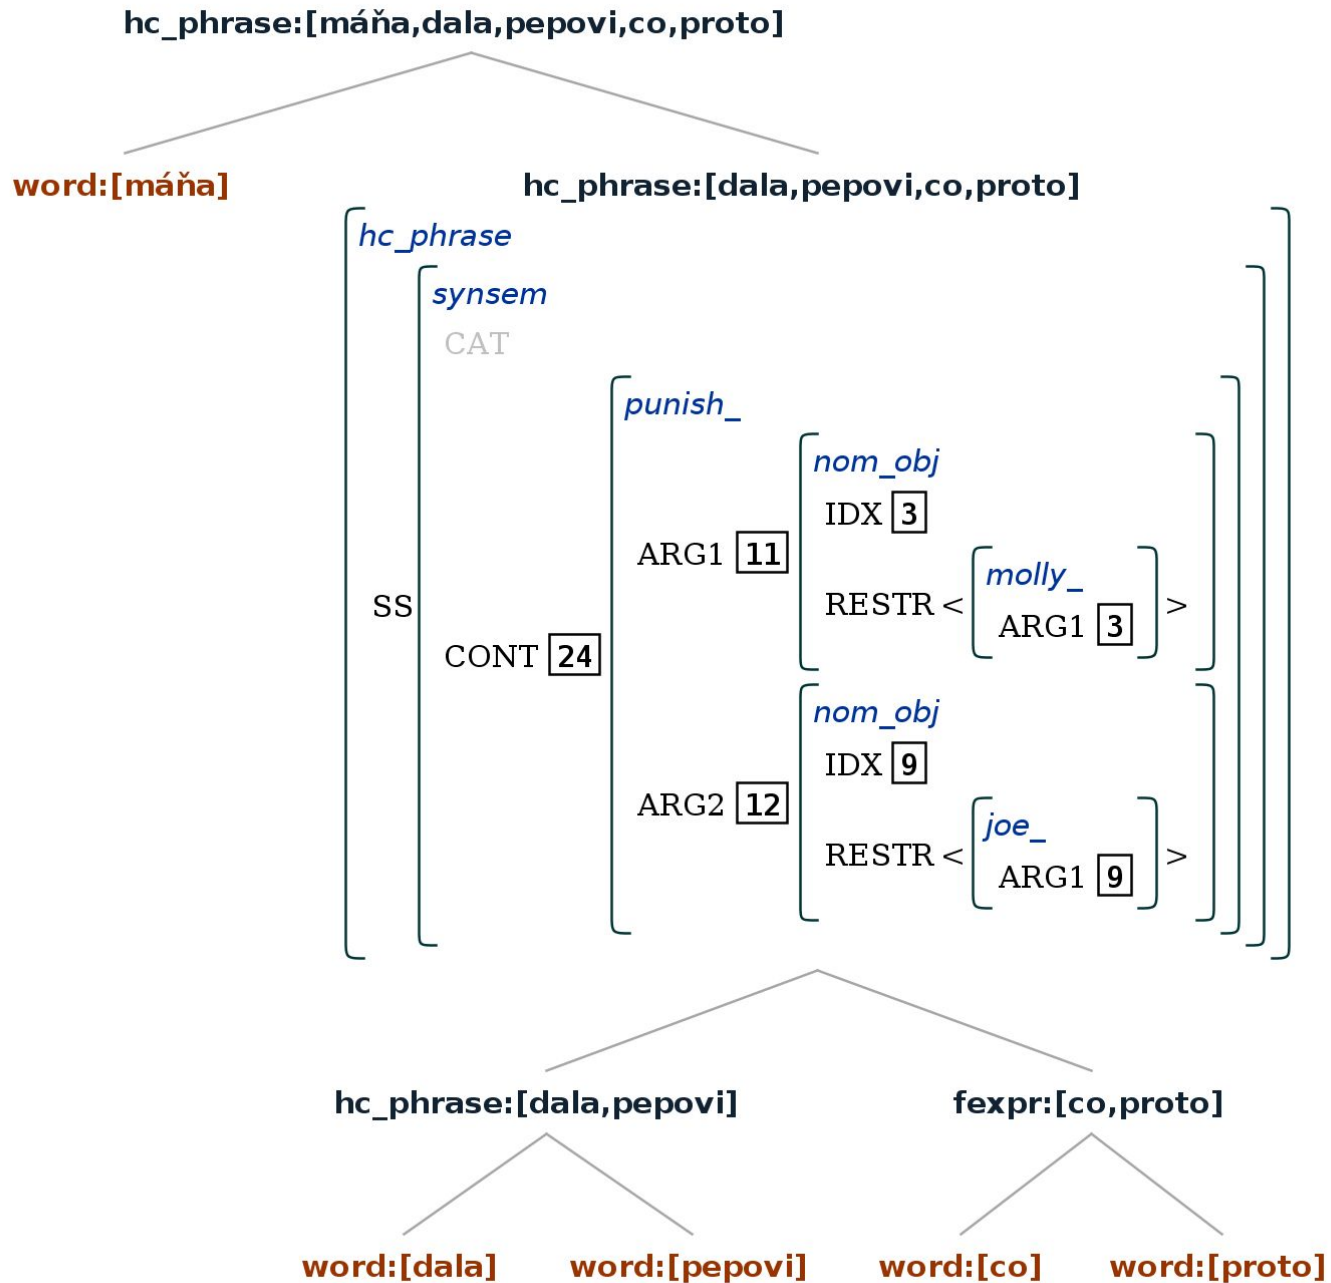 hc_phrase:[máňa,dala,pepovi,co,proto]
word:[máňa]
hc_phrase:[dala,pepovi,co,proto]
hc_phrase
synsem
CAT
punish_
nom_obj
IDX 3
ARG1 11
molly_
SS
RESTR < >
ARG1 3
CONT 24
nom_obj
IDX 9
ARG2 12
joe_
RESTR < >
ARG1 9
hc_phrase:[dala,pepovi]
fexpr:[co,proto]
word:[dala]
word:[pepovi]
word:[co]
word:[proto]